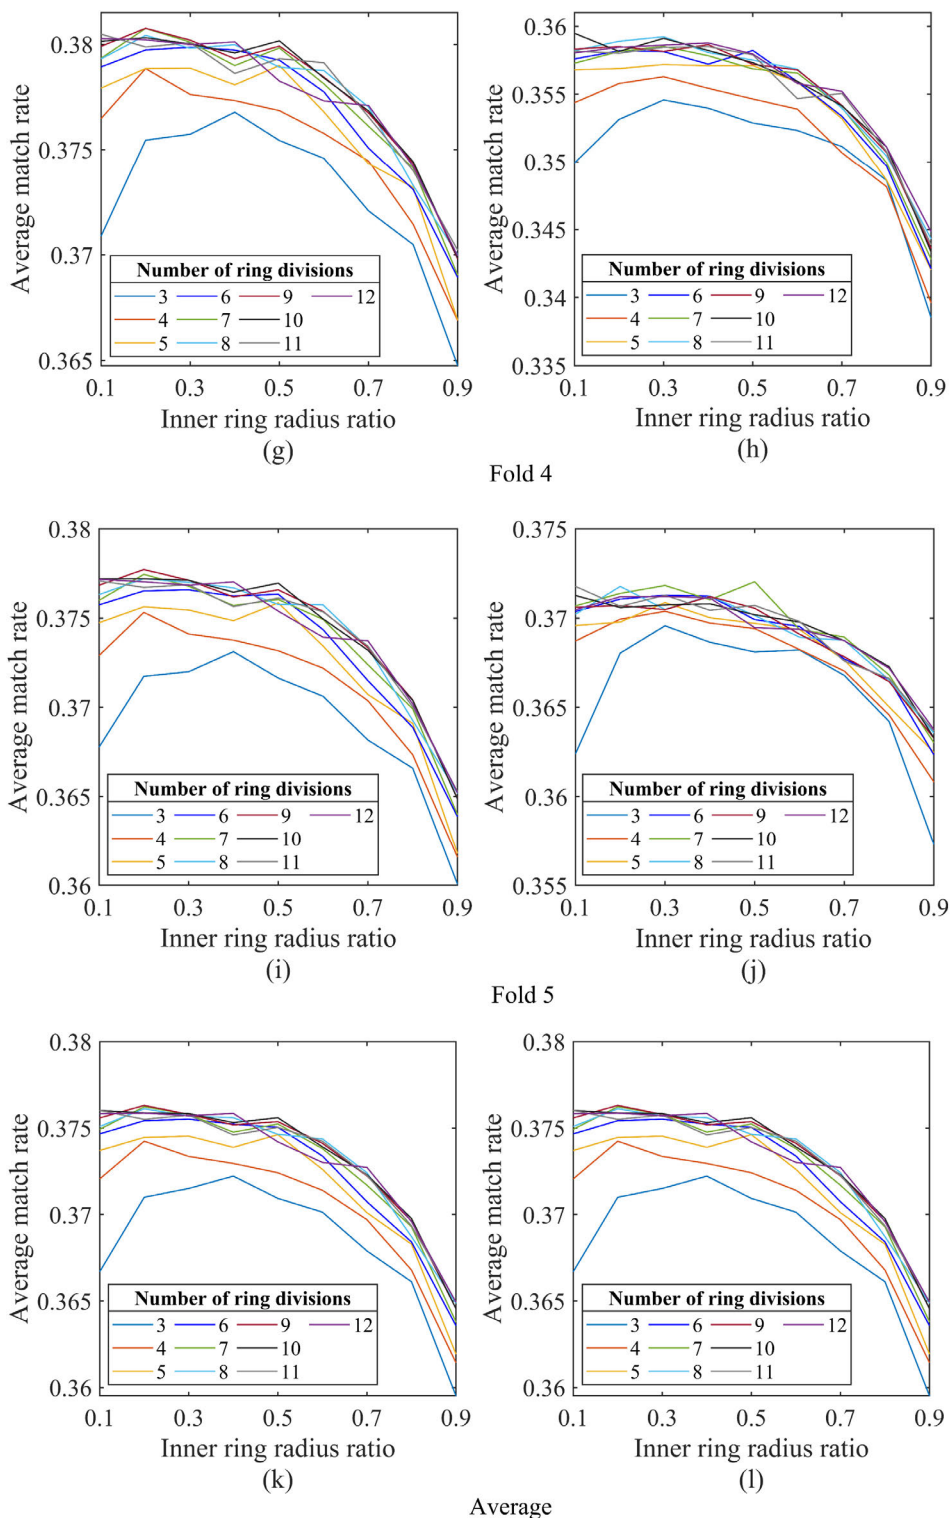 Average match rate
0.38
0.375
0.37
0.365
Number of ring divisions
3 6 9 12
4 7 10
5 8 11
0.1 0.3 0.5 0.7 0.9
Inner ring radius ratio
(g)
Average match rate
0.36
0.355
0.35
0.345
0.34
0.335
Number of ring divisions
3 6 9 12
4 7 10
5 8 11
0.1 0.3 0.5 0.7 0.9
Inner ring radius ratio
(h)
Fold 4
Average match rate
0.38
0.375
0.37
0.365
0.36
Number of ring divisions
3 6 9 12
4 7 10
5 8 11
0.1 0.3 0.5 0.7 0.9
Inner ring radius ratio
(i)
Average match rate
0.375
0.37
0.365
0.36
0.355
Number of ring divisions
3 6 9 12
4 7 10
5 8 11
0.1 0.3 0.5 0.7 0.9
Inner ring radius ratio
(j)
Fold 5
Average match rate
0.38
0.375
0.37
0.365
0.36
Number of ring divisions
3 6 9 12
4 7 10
5 8 11
0.1 0.3 0.5 0.7 0.9
Inner ring radius ratio
(k)
Average match rate
0.38
0.375
0.37
0.365
0.36
Number of ring divisions
3 6 9 12
4 7 10
5 8 11
0.1 0.3 0.5 0.7 0.9
Inner ring radius ratio
(l)
Average